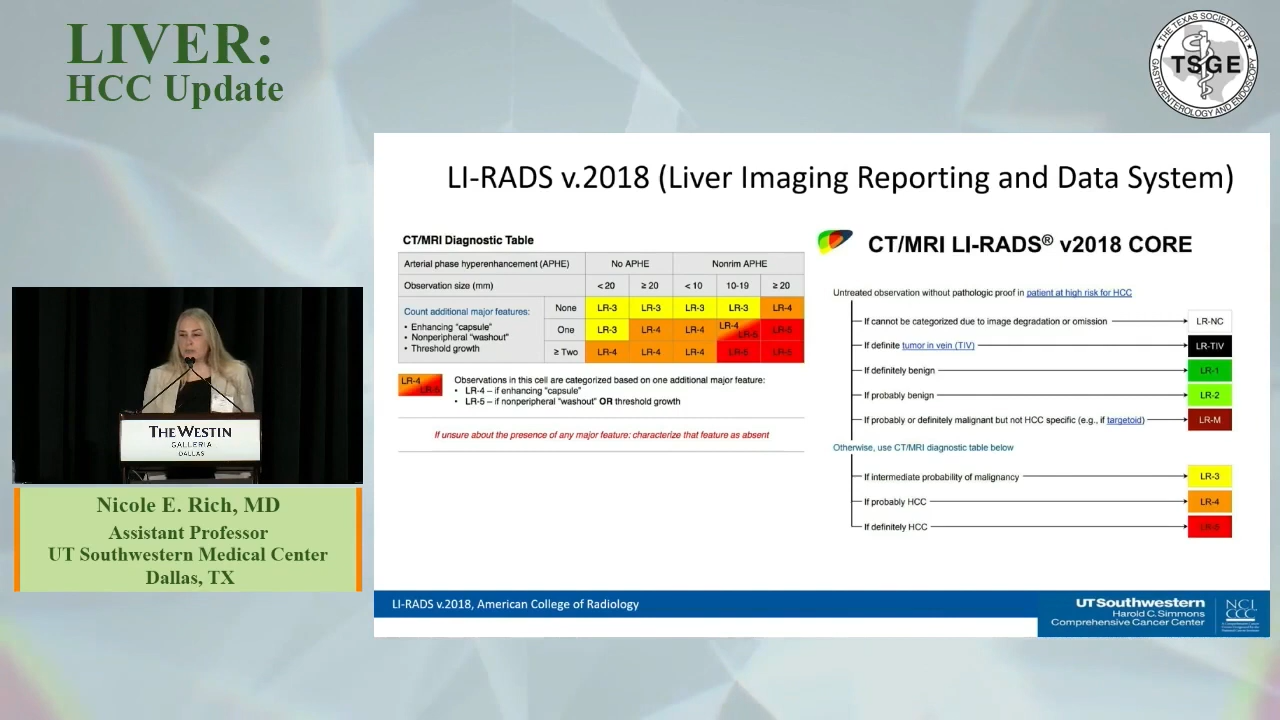 LIVER:
HCC Update
THE TEXAS SOCIETY FOR
GASTROENTEROLOGY AND ENDOSCOPY
TSGE
LI-RADS v.2018 (Liver Imaging Reporting and Data System)
CT/MRI Diagnostic Table
Arterial phase hyperenhancement (APHE) No APHE Nonrim APHE
Observation size (mm) < 20 ≥ 20 < 10 10-19 ≥ 20
Count additional major features:
• Enhancing "capsule"
• Nonperipheral "washout"
• Threshold growth
None LR-3 LR-3 LR-3 LR-3 LR-4
One LR-3 LR-4 LR-4 LR-4 LR-5 LR-5
≥ Two LR-4 LR-4 LR-4 LR-5 LR-5
LR-4
LR-5
Observations in this cell are categorized based on one additional major feature:
• LR-4 – if enhancing "capsule"
• LR-5 – if nonperipheral "washout" OR threshold growth
If unsure about the presence of any major feature: characterize that feature as absent
CT/MRI LI-RADS® v2018 CORE
Untreated observation without pathologic proof in patient at high risk for HCC
If cannot be categorized due to image degradation or omission LR-NC
If definite tumor in vein (TIV) LR-TIV
If definitely benign LR-1
If probably benign LR-2
If probably or definitely malignant but not HCC specific (e.g., if targetoid) LR-M
Otherwise, use CT/MRI diagnostic table below
If intermediate probability of malignancy LR-3
If probably HCC LR-4
If definitely HCC LR-5
THE WESTIN
GALLERIA
DALLAS
Nicole E. Rich, MD
Assistant Professor
UT Southwestern Medical Center
Dallas, TX
LI-RADS v.2018, American College of Radiology
UT Southwestern
Harold C. Simmons
Comprehensive Cancer Center
NCI
CCC